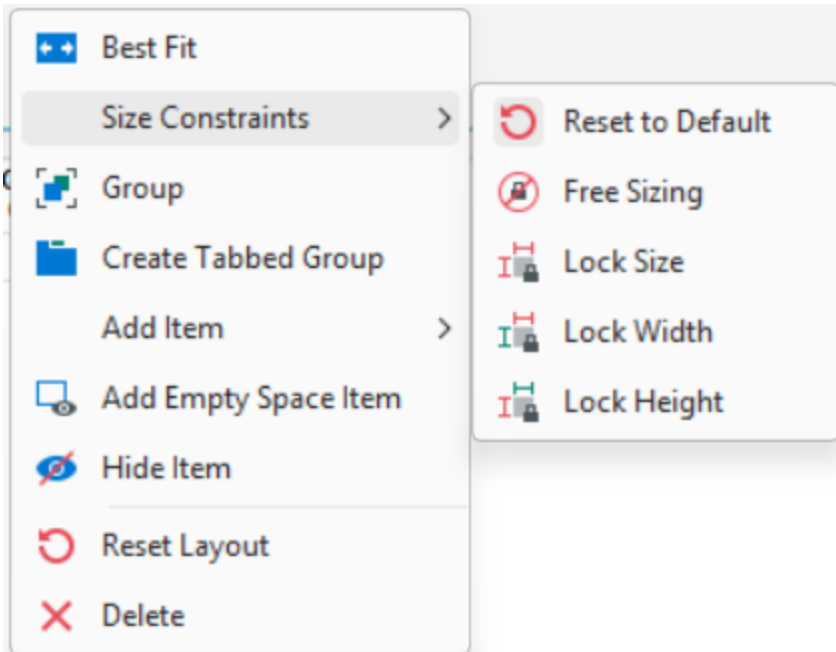 Best Fit
Size Constraints
Group
Create Tabbed Group
Add Item
Add Empty Space Item
Hide Item
Reset Layout
Delete
Reset to Default
Free Sizing
Lock Size
Lock Width
Lock Height